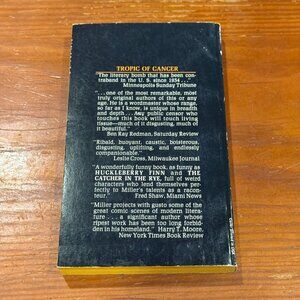 TROPIC OF CANCER
"The literary bomb that has been con-
traband in the U. S. since 1934 ..."
Minneapolis Sunday Tribune
"...one of the most remarkable, most
truly original authors of this or any
age. He is a wordmaster whose range,
so far as I know, is unique in breadth
and depth.... Any public censor who
touches this book will touch living
tissue—much of it disgusting, much of
it beautiful."
Ben Ray Redman, Saturday Review
"Ribald, buoyant, caustic, boisterous,
disgusting, uplifting, and endlessly
companionable."
Leslie Cross, Milwaukee Journal
"A wonderfully funny book, as funny as
HUCKLEBERRY FINN and THE
CATCHER IN THE RYE, full of weird
characters who lend themselves per-
fectly to Miller's talents as a racon-
teur."
Fred Shaw, Miami News
"Miller projects with gusto some of the
great comic scenes of modern litera-
ture ... a significant author whose
ripest work has been too long forbid-
den in his homeland."
Harry T. Moore,
New York Times Book Review